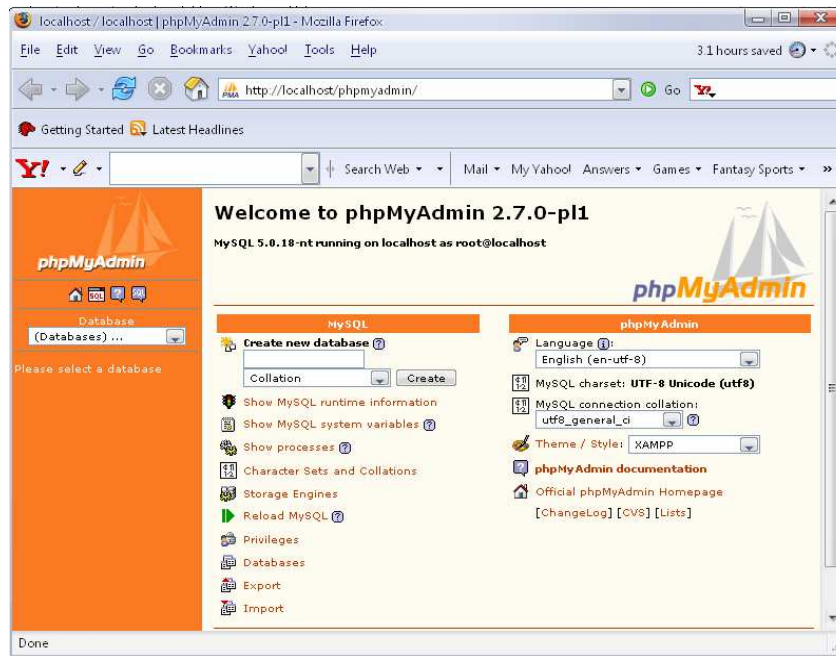 localhost / localhost | phpMyAdmin 2.7.0-pl1 - Mozilla Firefox
File Edit View Go Bookmarks Yahoo! Tools Help
3.1 hours saved
http://localhost/phpmyadmin/
Go
Getting Started Latest Headlines
Y! Search Web Mail My Yahoo! Answers Games Fantasy Sports »
phpMyAdmin
SQL
Database
(Databases) ...
Please select a database
Welcome to phpMyAdmin 2.7.0-pl1
MySQL 5.0.18-nt running on localhost as root@localhost
phpMyAdmin
MySQL
Create new database
Collation Create
Show MySQL runtime information
Show MySQL system variables
Show processes
Character Sets and Collations
Storage Engines
Reload MySQL
Privileges
Databases
Export
Import
phpMyAdmin
Language:
English (en-utf-8)
MySQL charset: UTF-8 Unicode (utf8)
MySQL connection collation:
utf8_general_ci
Theme / Style: XAMPP
phpMyAdmin documentation
Official phpMyAdmin Homepage
[ChangeLog] [CVS] [Lists]
Done